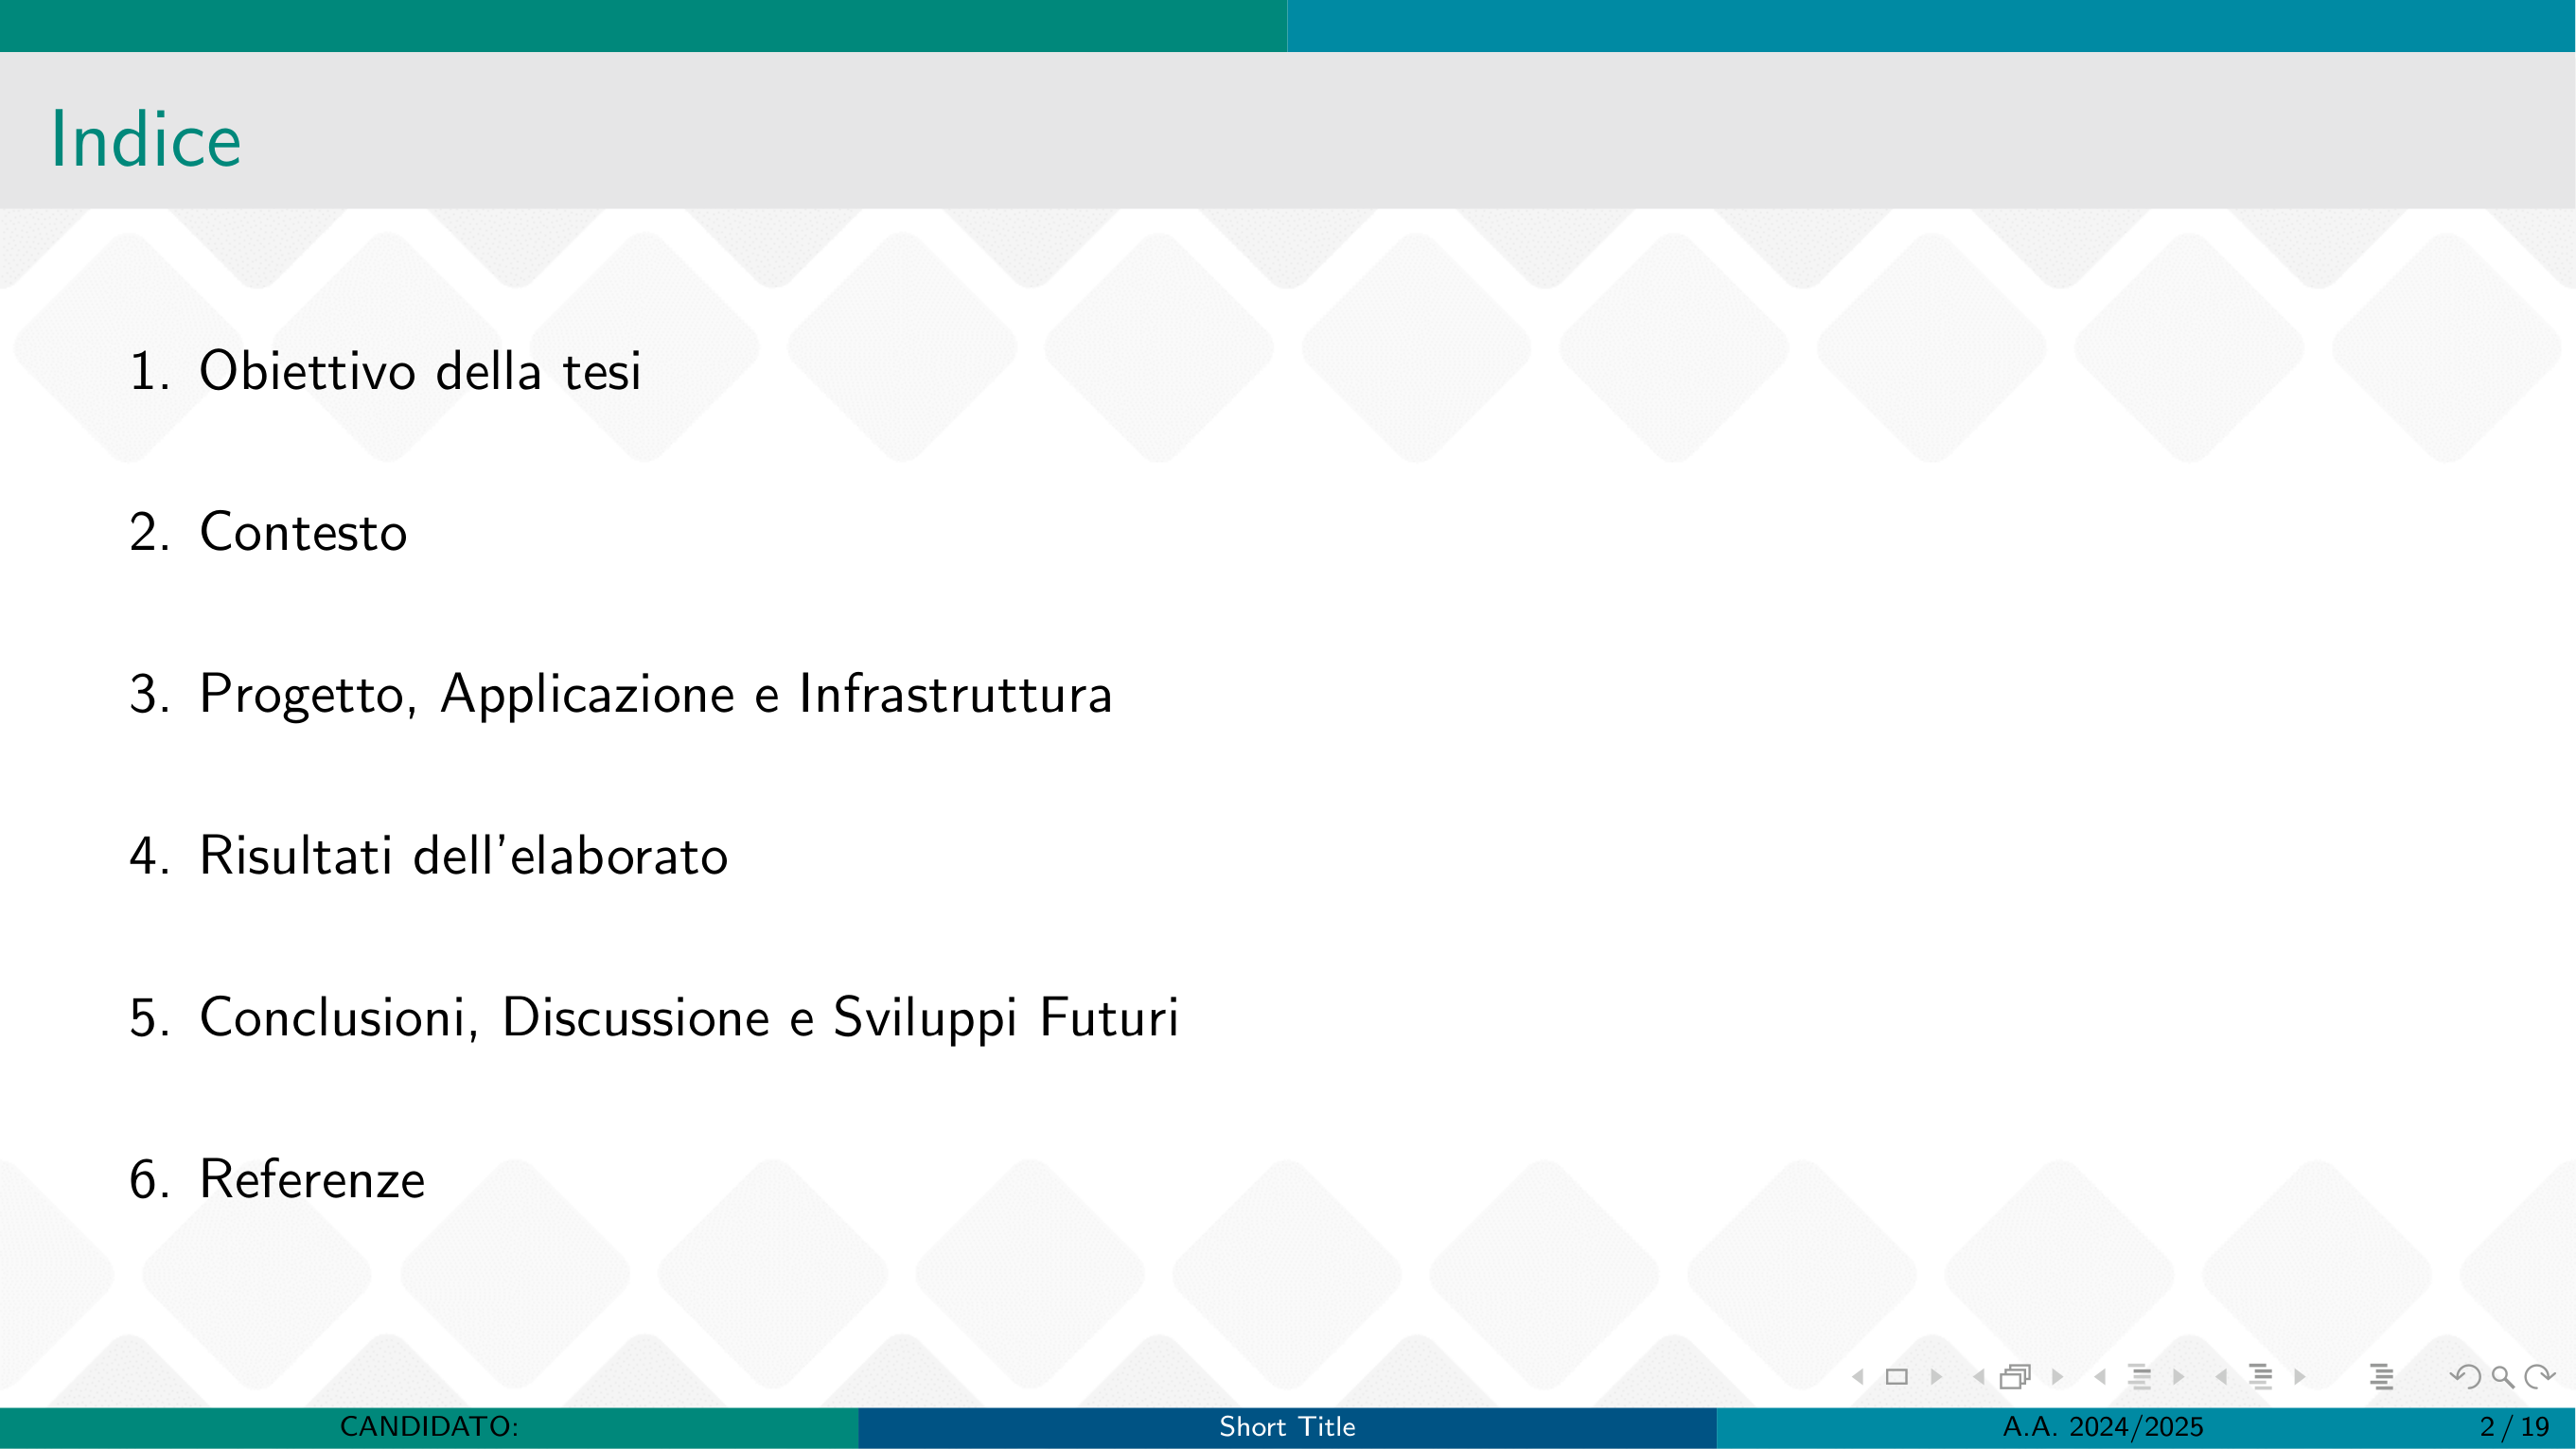 Indice
1. Obiettivo della tesi
2. Contesto
3. Progetto, Applicazione e Infrastruttura
4. Risultati dell'elaborato
5. Conclusioni, Discussione e Sviluppi Futuri
6. Referenze
CANDIDATO: Short Title A.A. 2024/2025 2 / 19